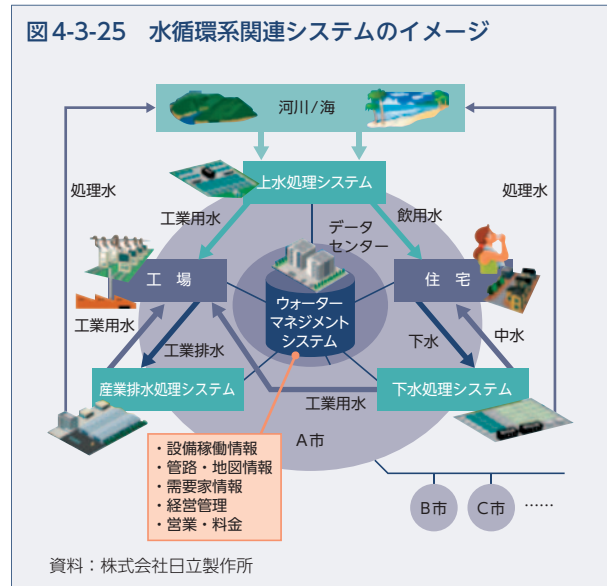 図4-3-25 水循環系関連システムのイメージ
河川/海
処理水
処理水
上水処理システム
工業用水
飲用水
データ
センター
工場
住宅
ウォーター
マネジメント
システム
工業用水
工業排水
下水
中水
産業排水処理システム
工業用水
下水処理システム
A市
・設備稼働情報
・管路・地図情報
・需要家情報
・経営管理
・営業・料金
B市
C市
……
資料：株式会社日立製作所